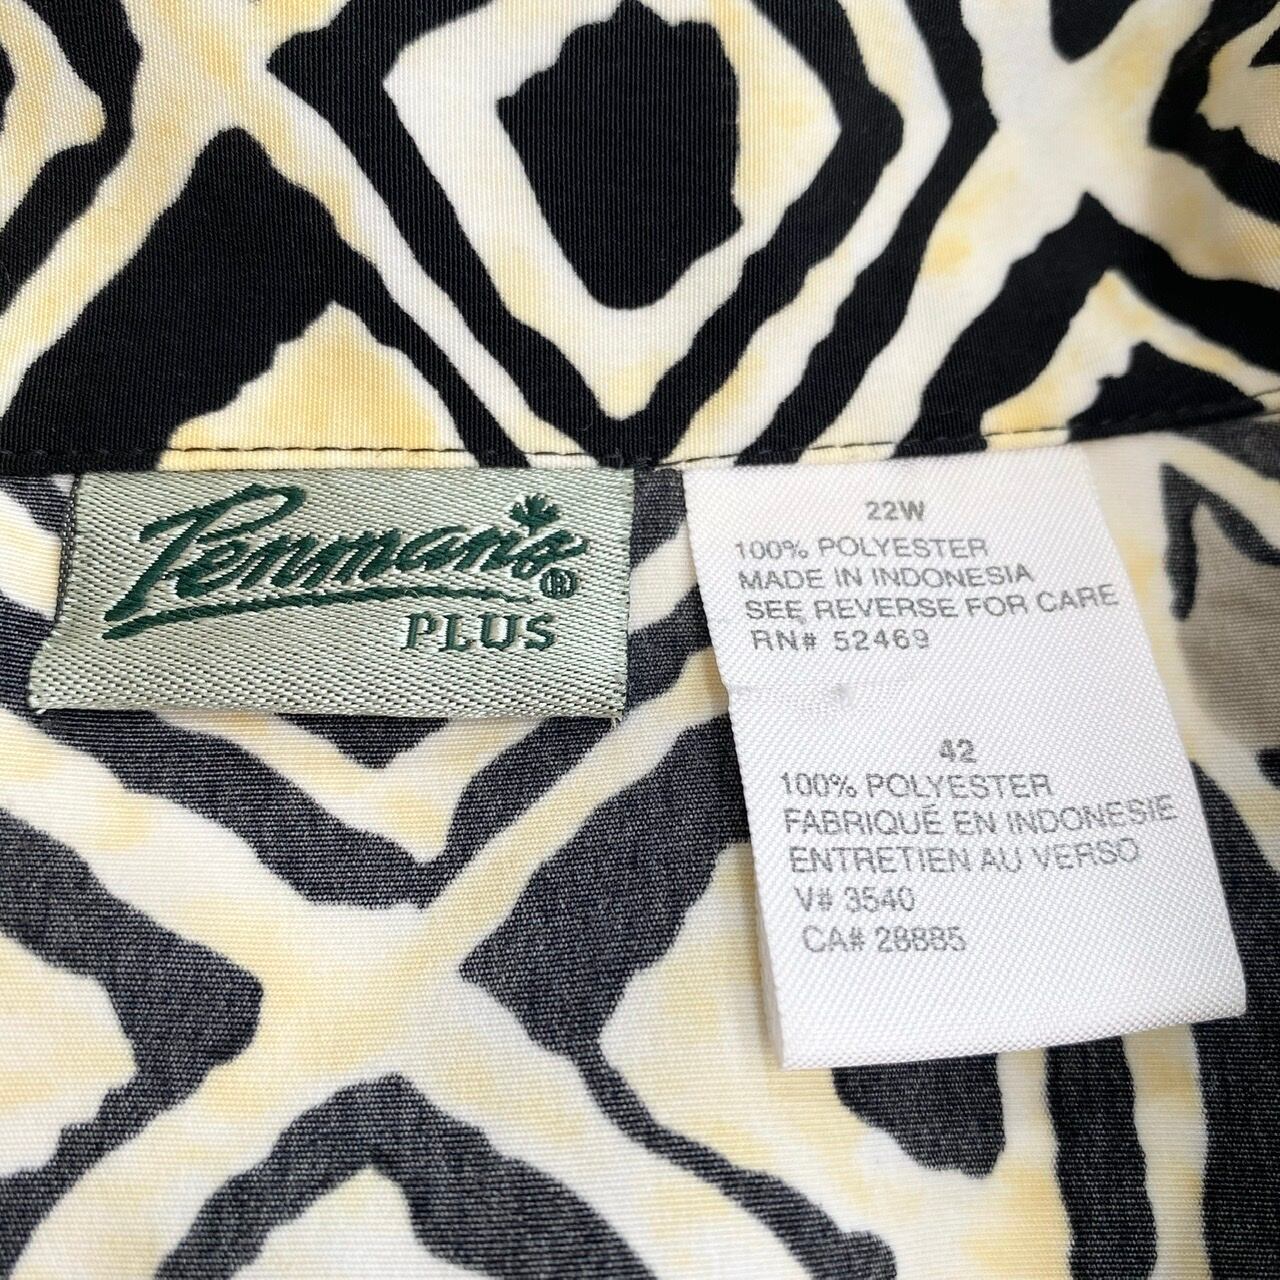 Penman's®
PLUS
22W
100% POLYESTER
MADE IN INDONESIA
SEE REVERSE FOR CARE
RN# 52469
42
100% POLYESTER
FABRIQUÉ EN INDONESIE
ENTRETIEN AU VERSO
V# 3540
CA# 28885